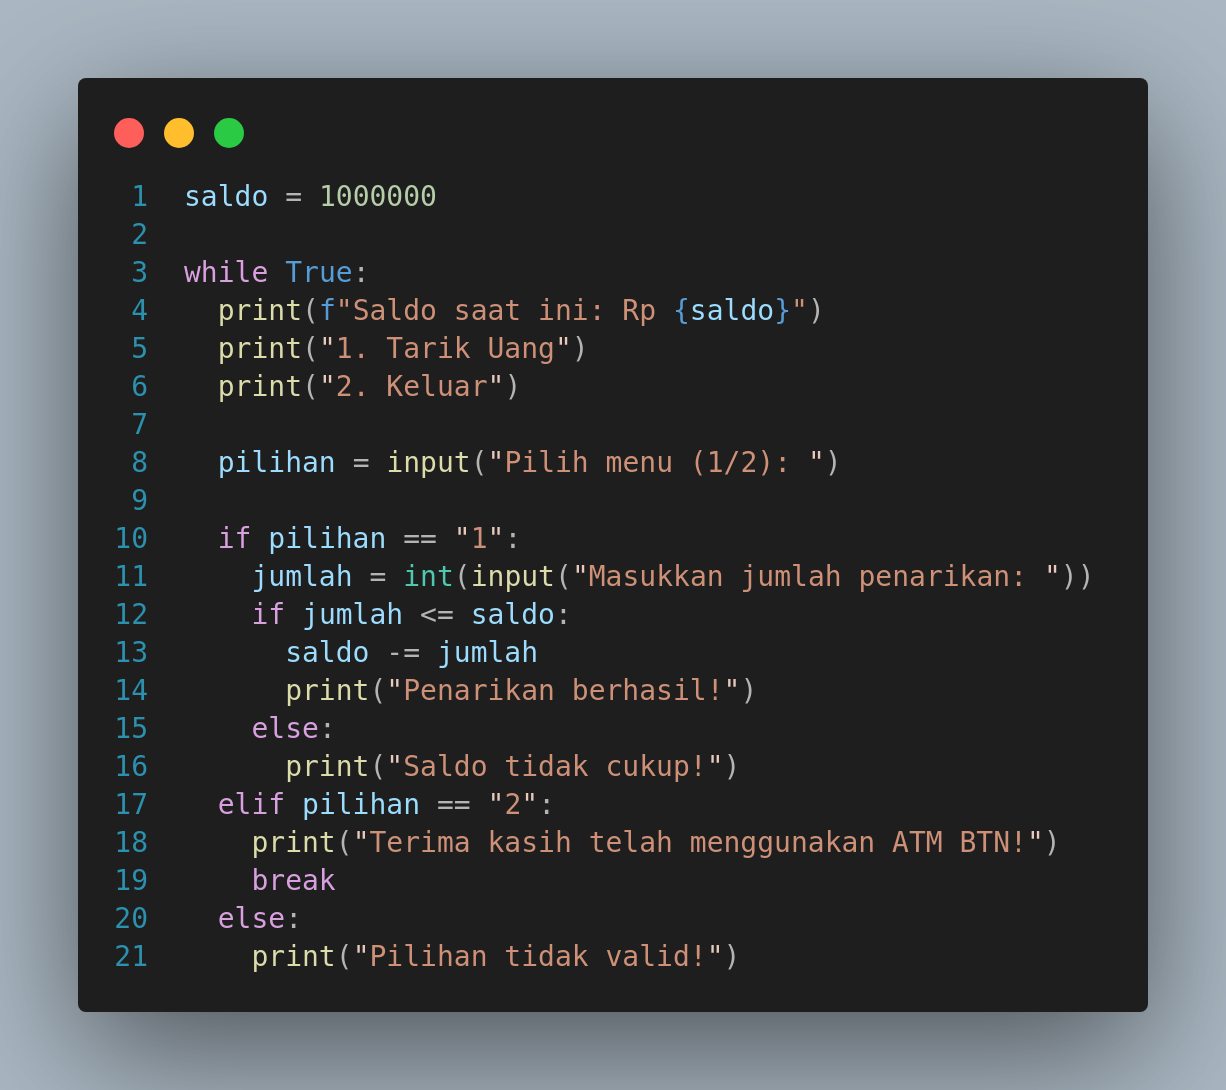 1 saldo = 1000000
2
3 while True:
4   print(f"Saldo saat ini: Rp {saldo}")
5   print("1. Tarik Uang")
6   print("2. Keluar")
7
8   pilihan = input("Pilih menu (1/2): ")
9
10   if pilihan == "1":
11     jumlah = int(input("Masukkan jumlah penarikan: "))
12     if jumlah <= saldo:
13       saldo -= jumlah
14       print("Penarikan berhasil!")
15     else:
16       print("Saldo tidak cukup!")
17   elif pilihan == "2":
18     print("Terima kasih telah menggunakan ATM BTN!")
19     break
20   else:
21     print("Pilihan tidak valid!")